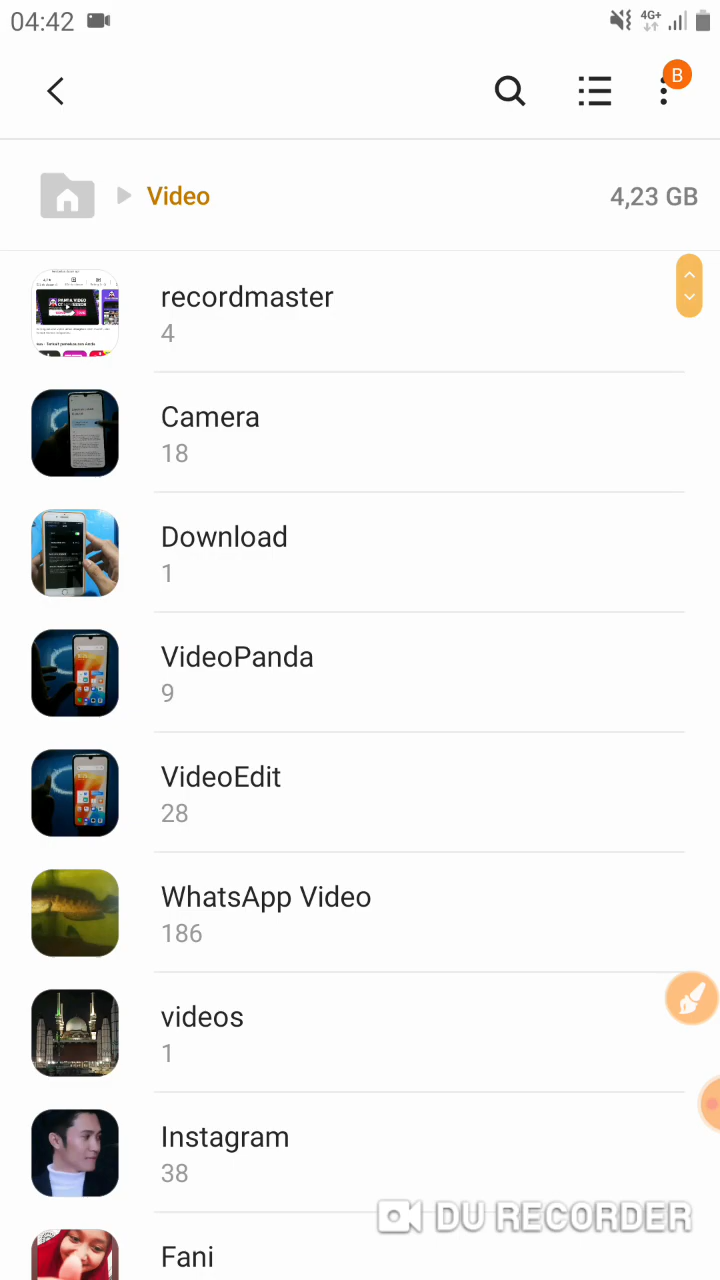 04:42
4G+
B
Video
4,23 GB
recordmaster
4
Camera
18
Download
1
VideoPanda
9
VideoEdit
28
WhatsApp Video
186
videos
1
Instagram
38
DU RECORDER
Fani